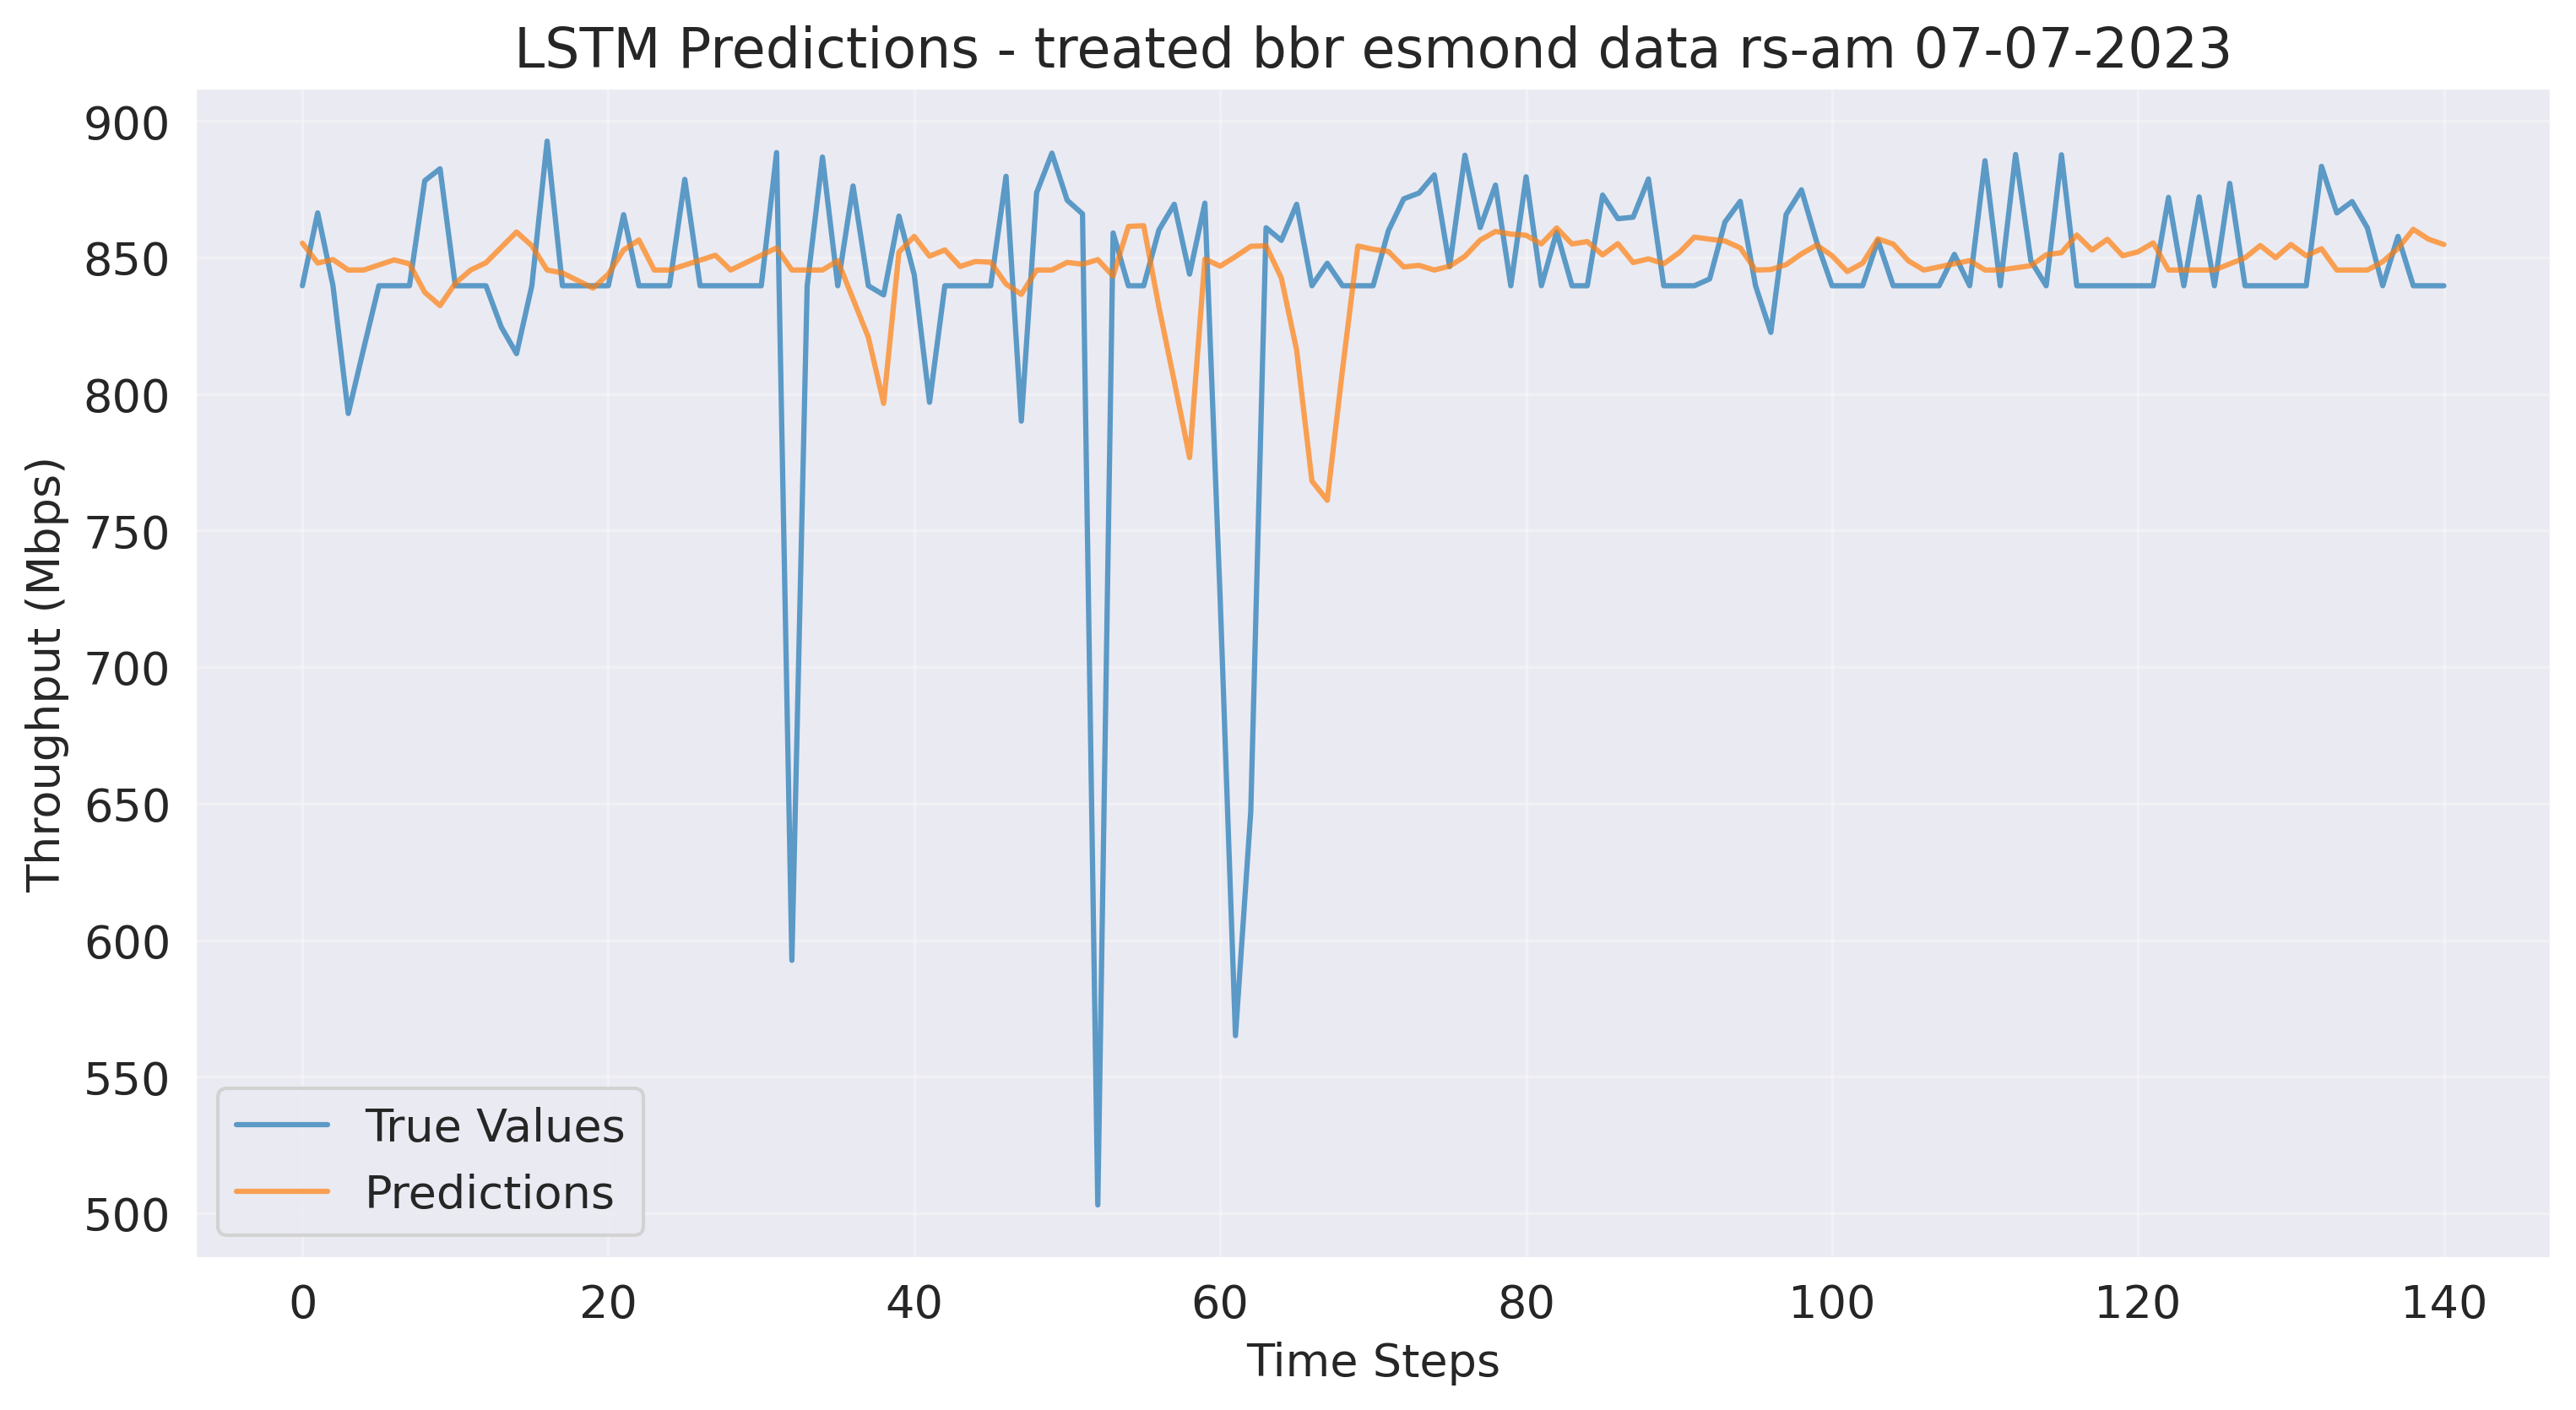 LSTM Predictions - treated bbr esmond data rs-am 07-07-2023
900
850
800
750
700
650
600
550
500
Throughput (Mbps)
True Values
Predictions
0 20 40 60 80 100 120 140
Time Steps